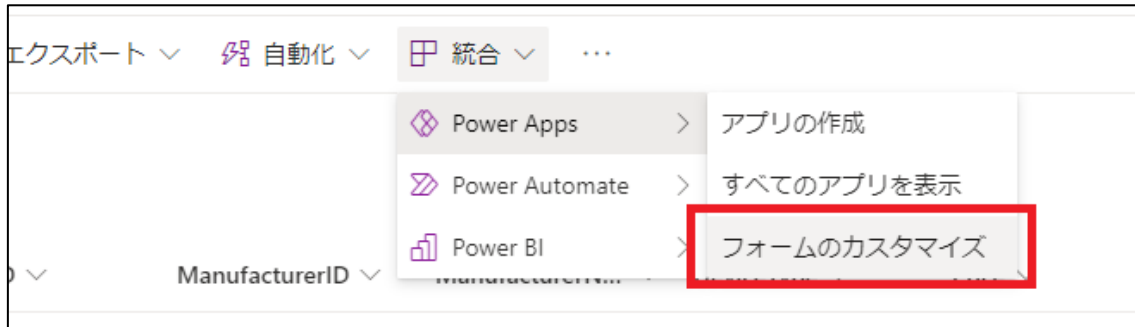 エクスポート 自動化 統合 ...
Power Apps アプリの作成
Power Automate すべてのアプリを表示
Power BI フォームのカスタマイズ
ManufacturerID